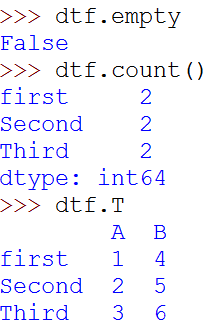 >>> dtf.empty
False
>>> dtf.count()
first     2
Second    2
Third     2
dtype: int64
>>> dtf.T
        A  B
first   1  4
Second  2  5
Third   3  6